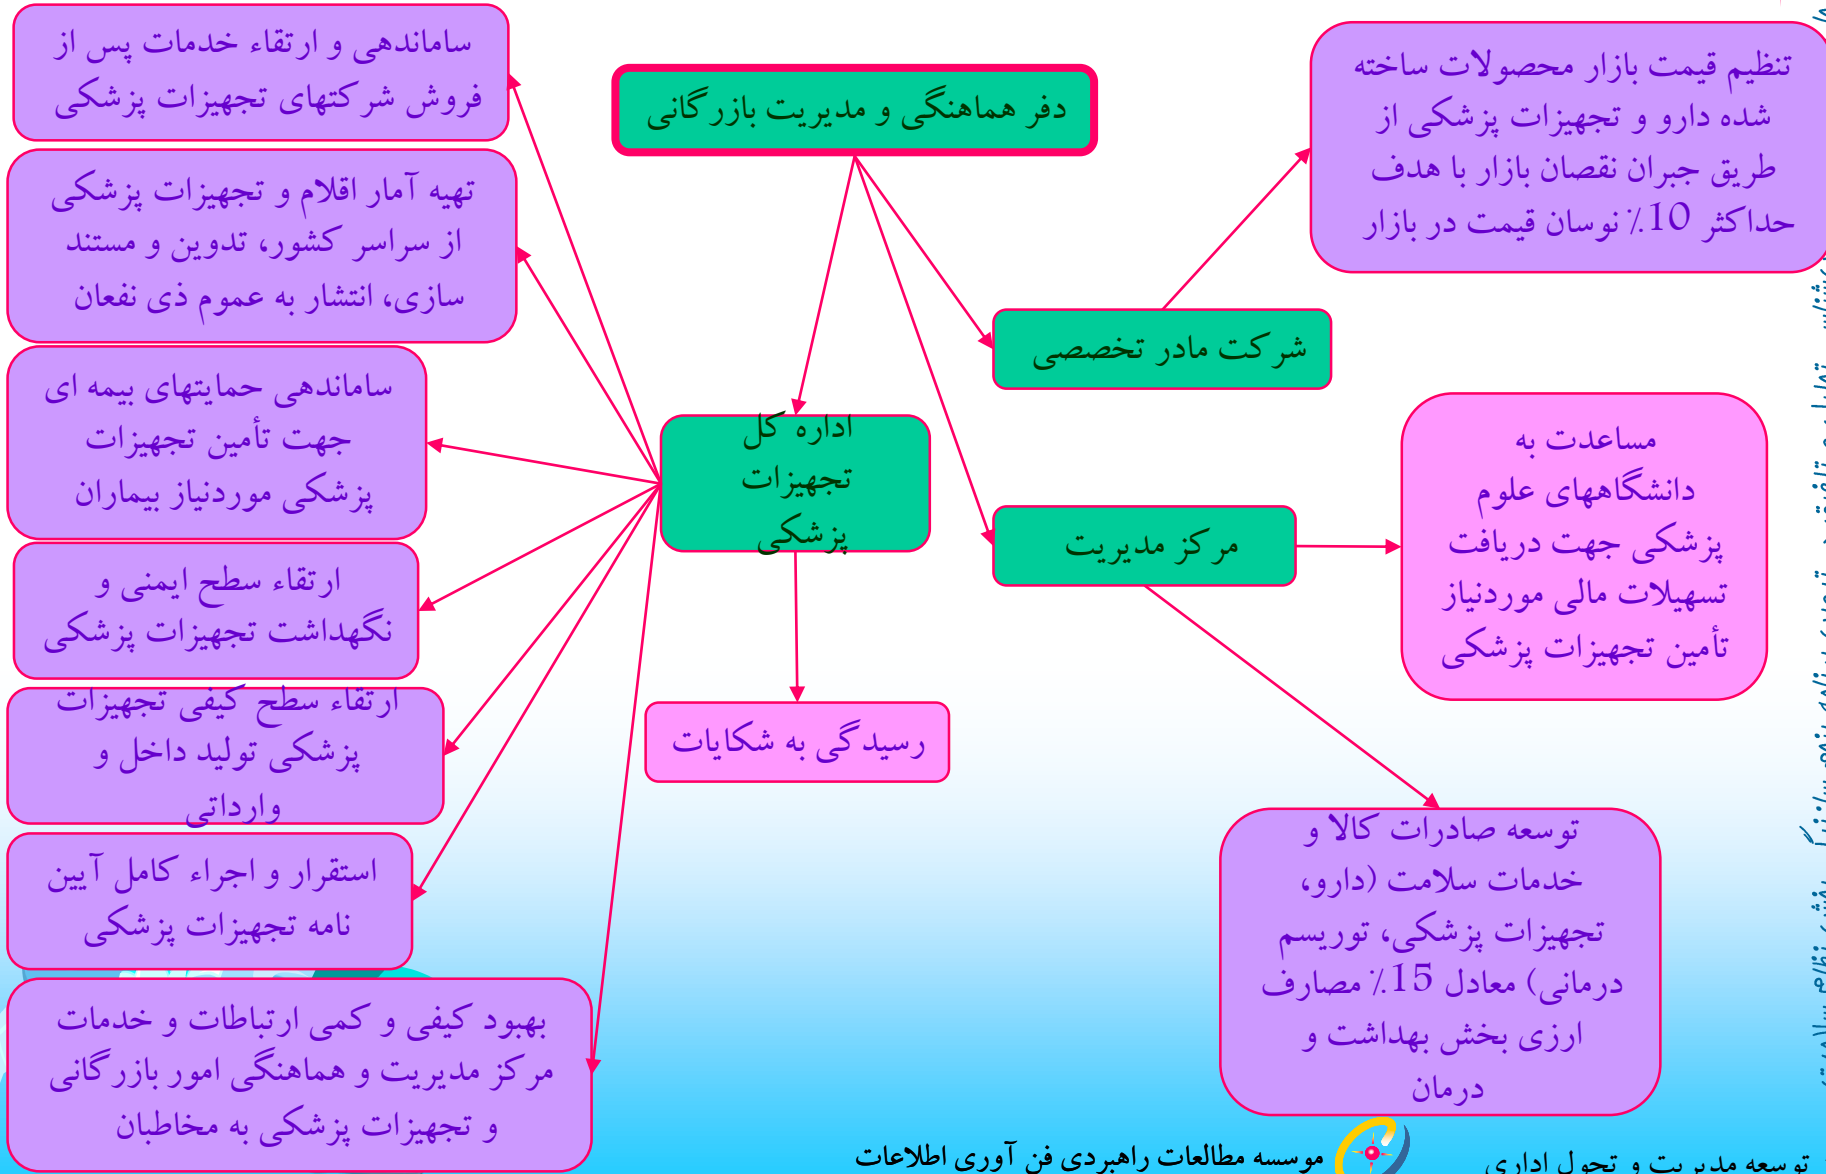 دفر هماهنگی و مدیریت بازرگانی
تنظیم قیمت بازار محصولات ساخته
شده دارو و تجهیزات پزشکی از
طریق جبران نقصان بازار با هدف
حداکثر 10٪ نوسان قیمت در بازار
شرکت مادر تخصصی
مساعدت به
دانشگاههای علوم
پزشکی جهت دریافت
تسهیلات مالی موردنیاز
تأمین تجهیزات پزشکی
مرکز مدیریت
توسعه صادرات کالا و
خدمات سلامت (دارو،
تجهیزات پزشکی، توریسم
درمانی) معادل 15٪ مصارف
ارزی بخش بهداشت و
درمان
اداره کل
تجهیزات
پزشکی
رسیدگی به شکایات
ساماندهی و ارتقاء خدمات پس از
فروش شرکتهای تجهیزات پزشکی
تهیه آمار اقلام و تجهیزات پزشکی
از سراسر کشور، تدوین و مستند
سازی، انتشار به عموم ذی نفعان
ساماندهی حمایتهای بیمه ای
جهت تأمین تجهیزات
پزشکی موردنیاز بیماران
ارتقاء سطح ایمنی و
نگهداشت تجهیزات پزشکی
ارتقاء سطح کیفی تجهیزات
پزشکی تولید داخل و
وارداتی
استقرار و اجراء کامل آیین
نامه تجهیزات پزشکی
بهبود کیفی و کمی ارتباطات و خدمات
مرکز مدیریت و هماهنگی امور بازرگانی
و تجهیزات پزشکی به مخاطبان
توسعه مدیریت و تحول اداری
موسسه مطالعات راهبردی فن آوری اطلاعات